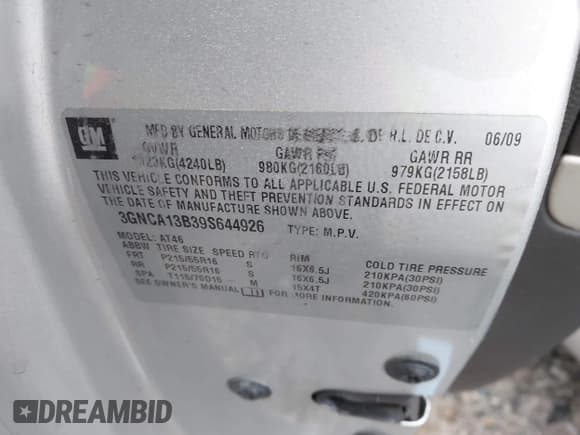 GM
MFD BY GENERAL MOTORS DE S. DE R.L. DE C.V. 06/09
GVWR GAWR FRT GAWR RR
1923KG(4240LB) 980KG(2160LB) 979KG(2158LB)
THIS VEHICLE CONFORMS TO ALL APPLICABLE U.S. FEDERAL MOTOR
VEHICLE SAFETY AND THEFT PREVENTION STANDARDS IN EFFECT ON
THE DATE OF MANUFACTURE SHOWN ABOVE.
3GNCA13B39S644926 TYPE: M.P.V.
MODEL: AT46
ABBW TIRE SIZE SPEED RTG RIM COLD TIRE PRESSURE
FRT P215/55R16 S 16X6.5J 210KPA(30PSI)
RR P215/55R16 S 16X6.5J 210KPA(30PSI)
SPA T115/70D15 M 15X4T 420KPA(60PSI)
SEE OWNER'S MANUAL FOR MORE INFORMATION.
DREAMBID